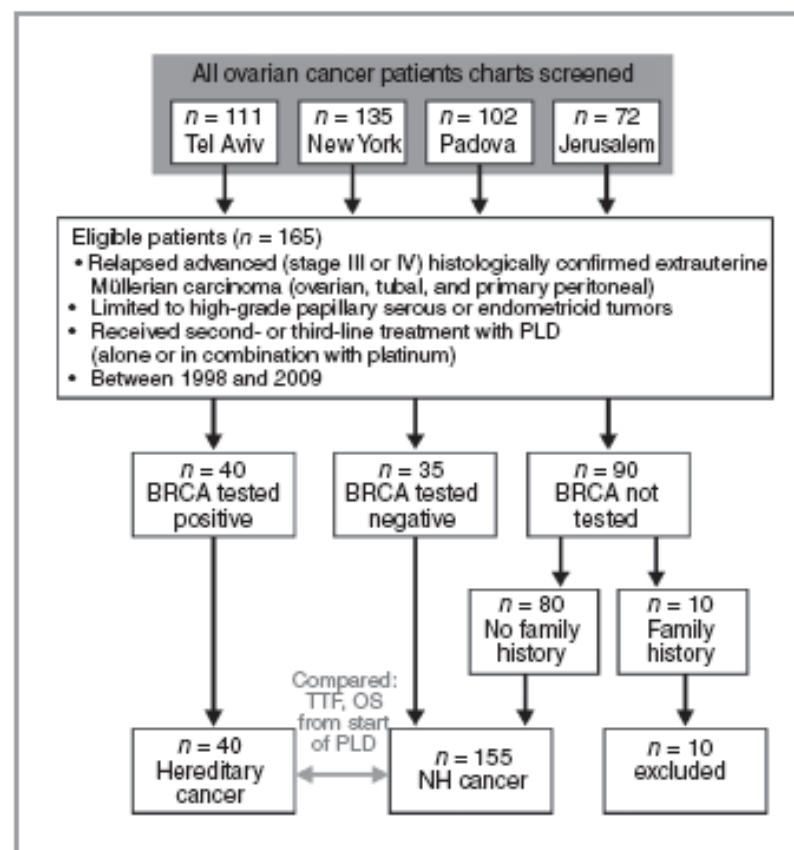 All ovarian cancer patients charts screened
n = 111
Tel Aviv
n = 135
New York
n = 102
Padova
n = 72
Jerusalem
Eligible patients (n = 165)
• Relapsed advanced (stage III or IV) histologically confirmed extrauterine
Müllerian carcinoma (ovarian, tubal, and primary peritoneal)
• Limited to high-grade papillary serous or endometrioid tumors
• Received second- or third-line treatment with PLD
(alone or in combination with platinum)
• Between 1998 and 2009
n = 40
BRCA tested
positive
n = 35
BRCA tested
negative
n = 90
BRCA not
tested
n = 80
No family
history
n = 10
Family
history
Compared:
TTF, OS
from start
of PLD
n = 40
Hereditary
cancer
n = 155
NH cancer
n = 10
excluded